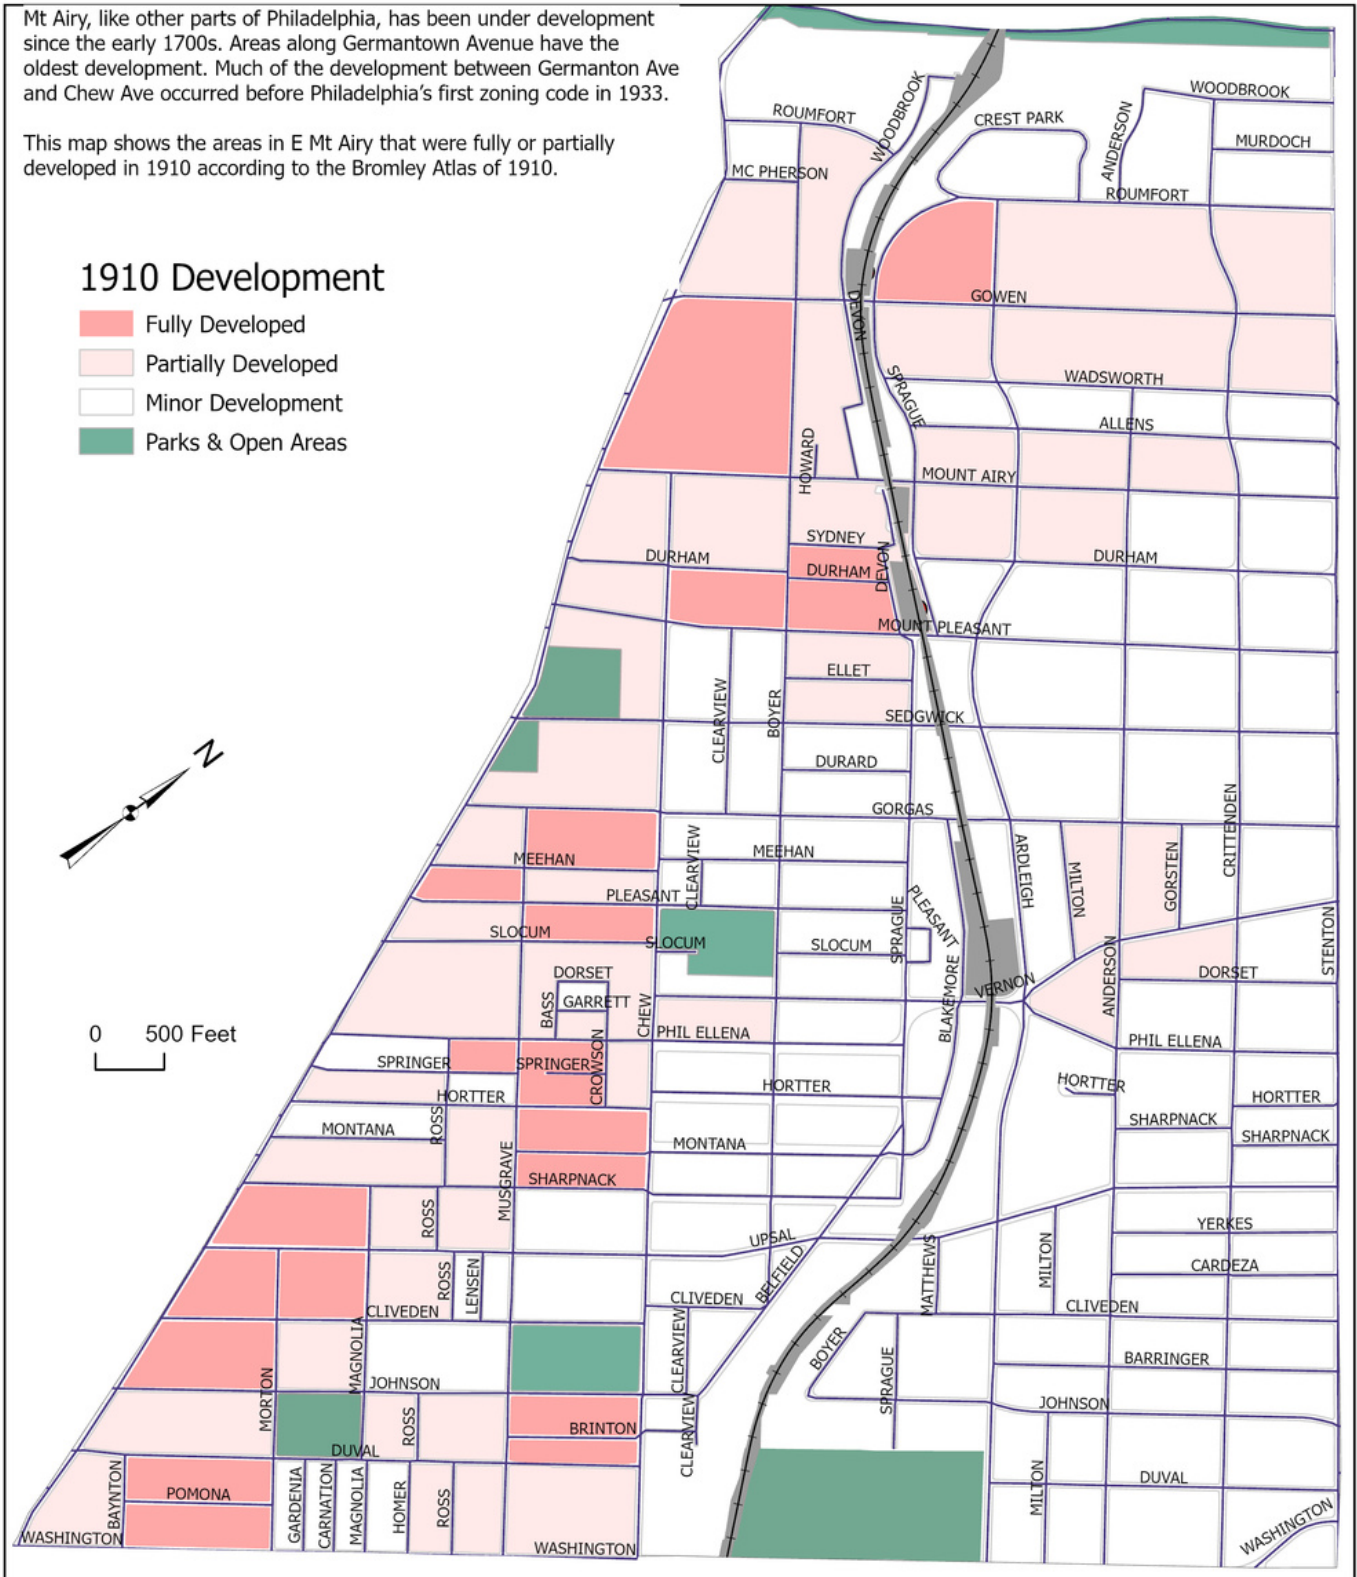 Mt Airy, like other parts of Philadelphia, has been under development
since the early 1700s. Areas along Germantown Avenue have the
oldest development. Much of the development between Germanton Ave
and Chew Ave occurred before Philadelphia's first zoning code in 1933.
This map shows the areas in E Mt Airy that were fully or partially
developed in 1910 according to the Bromley Atlas of 1910.
1910 Development
Fully Developed
Partially Developed
Minor Development
Parks & Open Areas
N
0 500 Feet
WOODBROOK
WOODBROOK
ROUMFORT
CREST PARK
ANDERSON
MURDOCH
MC PHERSON
ROUMFORT
GOWEN
DEVON
WADSWORTH
SPRAGUE
ALLENS
HOWARD
MOUNT AIRY
SYDNEY
DURHAM
DURHAM
DEVON
DURHAM
MOUNT PLEASANT
ELLET
CLEARVIEW
BOYER
SEDGWICK
DURARD
GORGAS
CRITTENDEN
MEEHAN
CLEARVIEW
MEEHAN
ARDLEIGH
MILTON
GORSTEN
PLEASANT
PLEASANT
SPRAGUE
SLOCUM
SLOCUM
SLOCUM
STENTON
DORSET
BLAKEMORE
VERNON
ANDERSON
DORSET
BASS
GARRETT
CHEW
PHIL ELLENA
PHIL ELLENA
SPRINGER
SPRINGER
CROWSON
HORTTER
HORTTER
HORTTER
HORTTER
ROSS
MONTANA
MONTANA
SHARPNACK
SHARPNACK
MUSGRAVE
SHARPNACK
ROSS
UPSAL
YERKES
BELFIELD
MATTHEWS
MILTON
CARDEZA
ROSS
LENSEN
CLIVEDEN
CLIVEDEN
CLIVEDEN
MAGNOLIA
CLEARVIEW
BOYER
SPRAGUE
BARRINGER
MORTON
JOHNSON
JOHNSON
ROSS
BRINTON
CLEARVIEW
DUVAL
DUVAL
BAYNTON
POMONA
GARDENIA
CARNATION
MAGNOLIA
HOMER
ROSS
MILTON
WASHINGTON
WASHINGTON
WASHINGTON